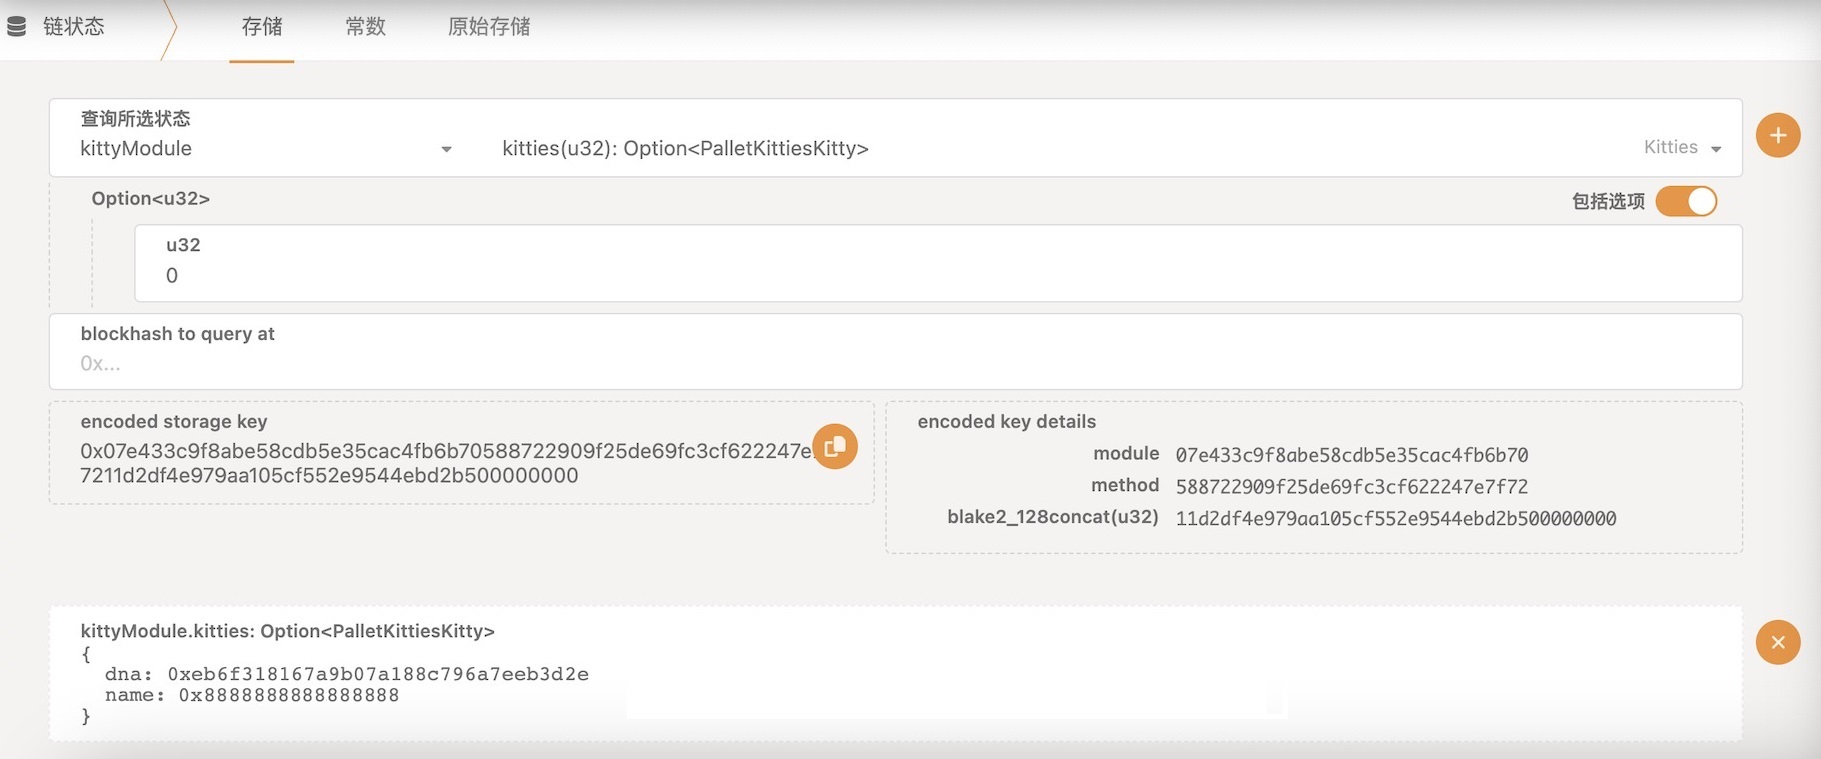 链状态
存储
常数
原始存储
查询所选状态
kittyModule
kitties(u32): Option<PalletKittiesKitty>
Kitties
Option<u32>
包括选项
u32
0
blockhash to query at
0x...
encoded storage key
0x07e433c9f8abe58cdb5e35cac4fb6b70588722909f25de69fc3cf622247e
7211d2df4e979aa105cf552e9544ebd2b500000000
encoded key details
module 07e433c9f8abe58cdb5e35cac4fb6b70
method 588722909f25de69fc3cf622247e7f72
blake2_128concat(u32) 11d2df4e979aa105cf552e9544ebd2b500000000
kittyModule.kitties: Option<PalletKittiesKitty>
{
dna: 0xeb6f318167a9b07a188c796a7eeb3d2e
name: 0x8888888888888888
}